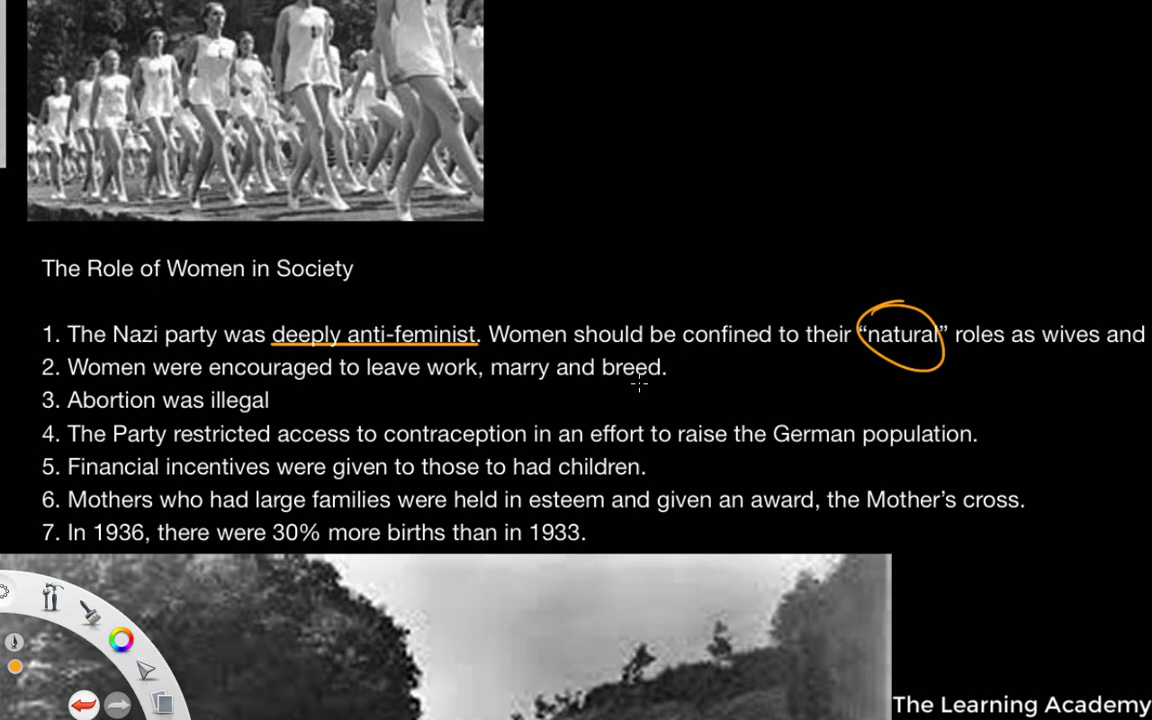 The Role of Women in Society
1. The Nazi party was deeply anti-feminist. Women should be confined to their “natural” roles as wives and
2. Women were encouraged to leave work, marry and breed.
3. Abortion was illegal
4. The Party restricted access to contraception in an effort to raise the German population.
5. Financial incentives were given to those to had children.
6. Mothers who had large families were held in esteem and given an award, the Mother’s cross.
7. In 1936, there were 30% more births than in 1933.
The Learning Academy